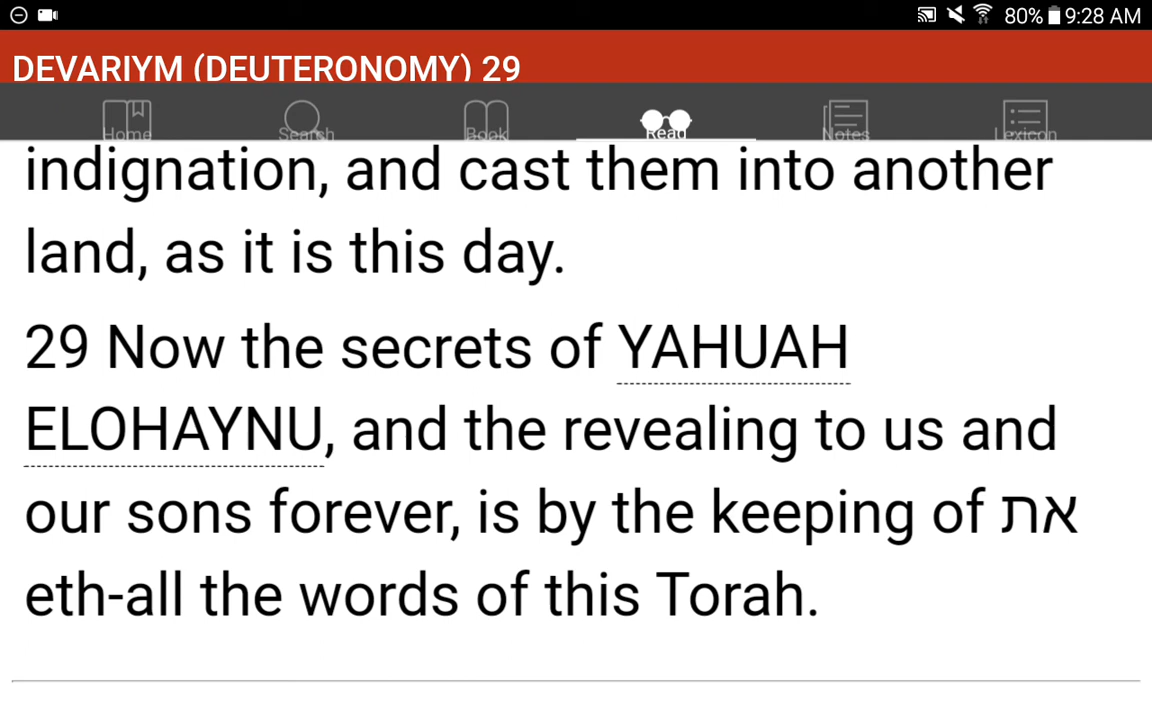 80% 9:28 AM
DEVARIYM (DEUTERONOMY) 29
Home Search Book Read Notes Lexicon
indignation, and cast them into another
land, as it is this day.
29 Now the secrets of YAHUAH
ELOHAYNU, and the revealing to us and
our sons forever, is by the keeping of את
eth-all the words of this Torah.